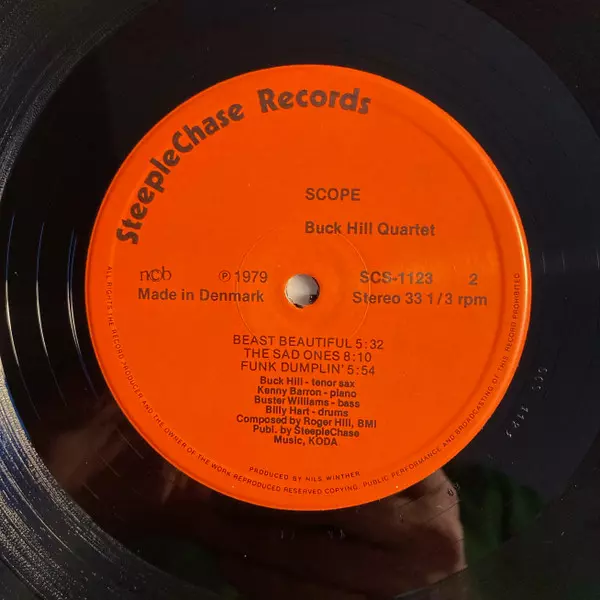 SteepleChase Records
SCOPE
Buck Hill Quartet
ncb ℗ 1979 SCS-1123 2
Made in Denmark Stereo 33 1/3 rpm
BEAST BEAUTIFUL 5:32
THE SAD ONES 8:10
FUNK DUMPLIN' 5:54
Buck Hill - tenor sax
Kenny Barron - piano
Buster Williams - bass
Billy Hart - drums
Composed by Roger Hill, BMI
Publ. by SteepleChase
Music, KODA
PRODUCED BY NILS WINTHER
ALL RIGHTS THE RECORD PRODUCER AND THE OWNER OF THE WORK REPRODUCED RESERVED COPYING, PUBLIC PERFORMANCE AND BROADCASTING OF THIS RECORD PROHIBITED